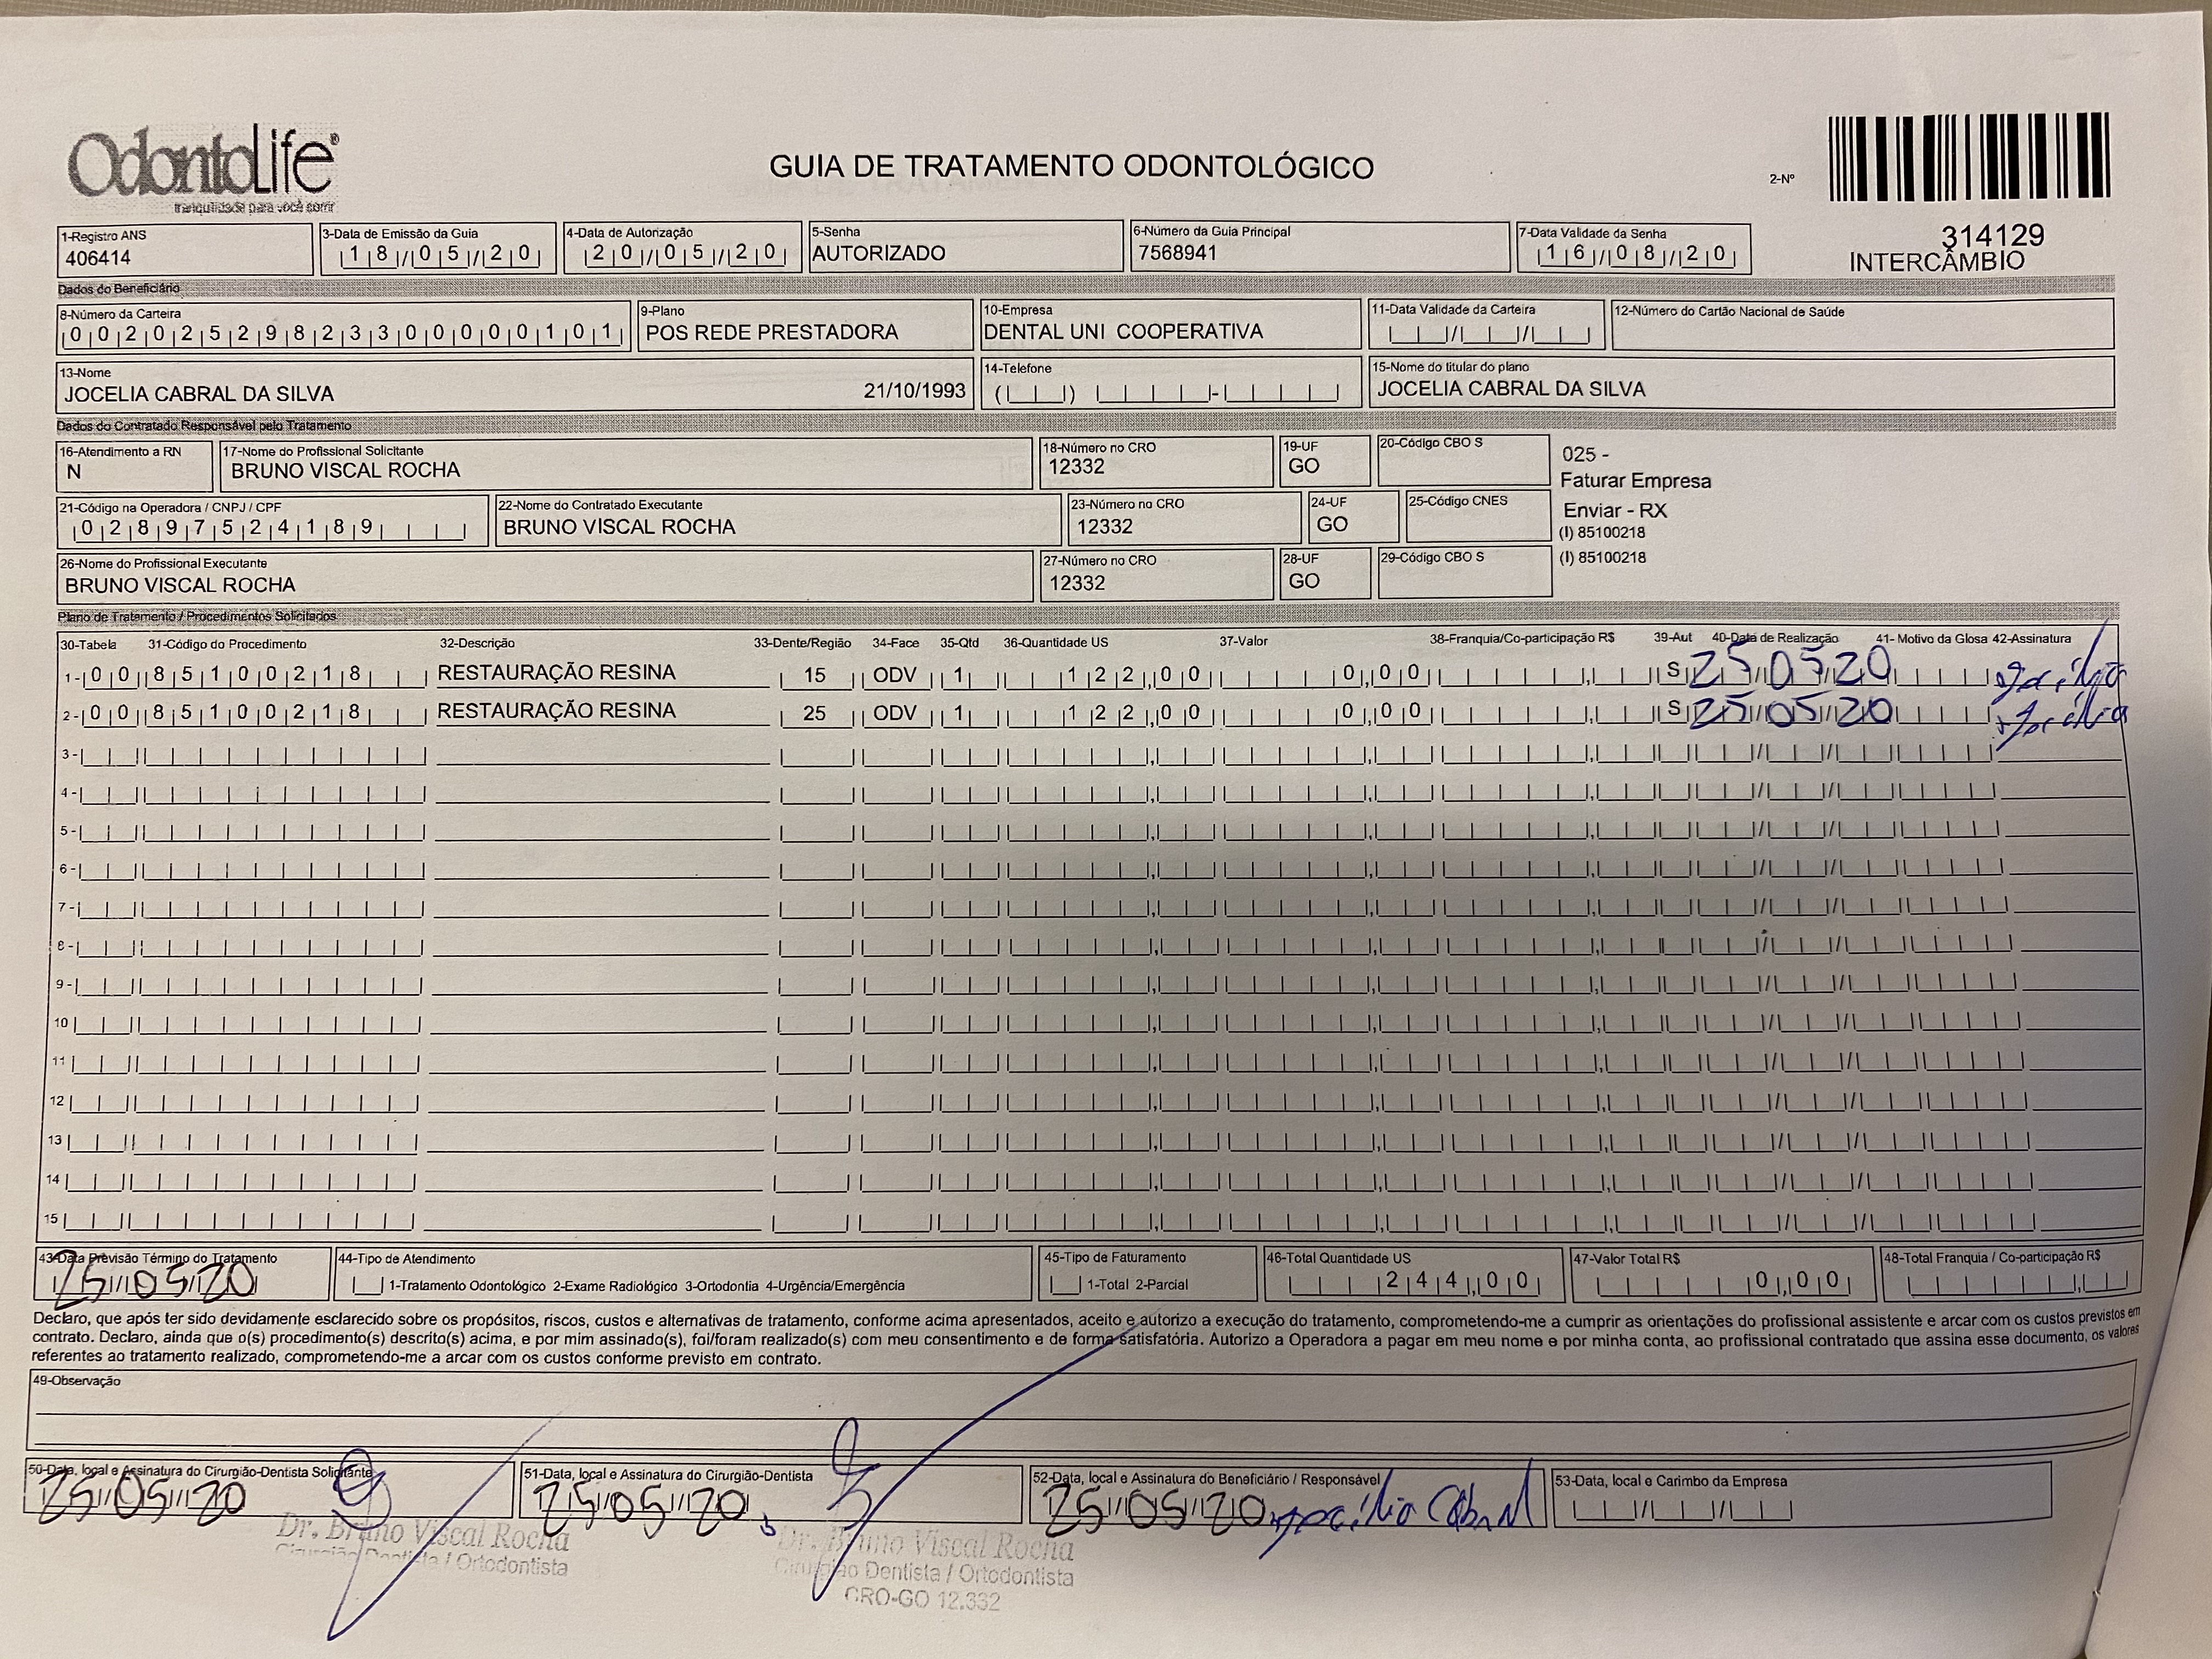 OdontoLife®
tranquilidade para você sorrir
GUIA DE TRATAMENTO ODONTOLÓGICO
2-Nº
314129
INTERCÂMBIO
1-Registro ANS
406414
3-Data de Emissão da Guia
18/05/20
4-Data de Autorização
20/05/20
5-Senha
AUTORIZADO
6-Número da Guia Principal
7568941
7-Data Validade da Senha
16/08/20
Dados do Beneficiário
8-Número da Carteira
00202529823300000101
9-Plano
POS REDE PRESTADORA
10-Empresa
DENTAL UNI COOPERATIVA
11-Data Validade da Carteira
12-Número do Cartão Nacional de Saúde
13-Nome
JOCELIA CABRAL DA SILVA 21/10/1993
14-Telefone
15-Nome do titular do plano
JOCELIA CABRAL DA SILVA
Dados do Contratado Responsável pelo Tratamento
16-Atendimento a RN
N
17-Nome do Profissional Solicitante
BRUNO VISCAL ROCHA
18-Número no CRO
12332
19-UF
GO
20-Código CBO S
025 -
Faturar Empresa
Enviar - RX
(I) 85100218
(I) 85100218
21-Código na Operadora / CNPJ / CPF
02897524189
22-Nome do Contratado Executante
BRUNO VISCAL ROCHA
23-Número no CRO
12332
24-UF
GO
25-Código CNES
26-Nome do Profissional Executante
BRUNO VISCAL ROCHA
27-Número no CRO
12332
28-UF
GO
29-Código CBO S
Plano de Tratamento / Procedimentos Solicitados
30-Tabela 31-Código do Procedimento 32-Descrição 33-Dente/Região 34-Face 35-Qtd 36-Quantidade US 37-Valor 38-Franquia/Co-participação R$ 39-Aut 40-Data de Realização 41- Motivo da Glosa 42-Assinatura
1- 00 85100218 RESTAURAÇÃO RESINA 15 ODV 1 122,00 0,00 S 25/05/20
2- 00 85100218 RESTAURAÇÃO RESINA 25 ODV 1 122,00 0,00 S 25/05/20
3-
4-
5-
6-
7-
8-
9-
10
11
12
13
14
15
43-Data Previsão Término do Tratamento
25/05/20
44-Tipo de Atendimento
1-Tratamento Odontológico 2-Exame Radiológico 3-Ortodontia 4-Urgência/Emergência
45-Tipo de Faturamento
1-Total 2-Parcial
46-Total Quantidade US
244,00
47-Valor Total R$
0,00
48-Total Franquia / Co-participação R$
Declaro, que após ter sido devidamente esclarecido sobre os propósitos, riscos, custos e alternativas de tratamento, conforme acima apresentados, aceito e autorizo a execução do tratamento, comprometendo-me a cumprir as orientações do profissional assistente e arcar com os custos previstos em
contrato. Declaro, ainda que o(s) procedimento(s) descrito(s) acima, e por mim assinado(s), foi/foram realizado(s) com meu consentimento e de forma satisfatória. Autorizo a Operadora a pagar em meu nome e por minha conta, ao profissional contratado que assina esse documento, os valores
referentes ao tratamento realizado, comprometendo-me a arcar com os custos conforme previsto em contrato.
49-Observação
50-Data, local e Assinatura do Cirurgião-Dentista Solicitante
25/05/20
51-Data, local e Assinatura do Cirurgião-Dentista
25/05/20
52-Data, local e Assinatura do Beneficiário / Responsável
25/05/20 Cabral
53-Data, local e Carimbo da Empresa
Dr. Bruno Viscal Rocha
Cirurgião Dentista / Ortodontista
Dr. Bruno Viscal Rocha
Cirurgião Dentista / Ortodontista
CRO-GO 12.332